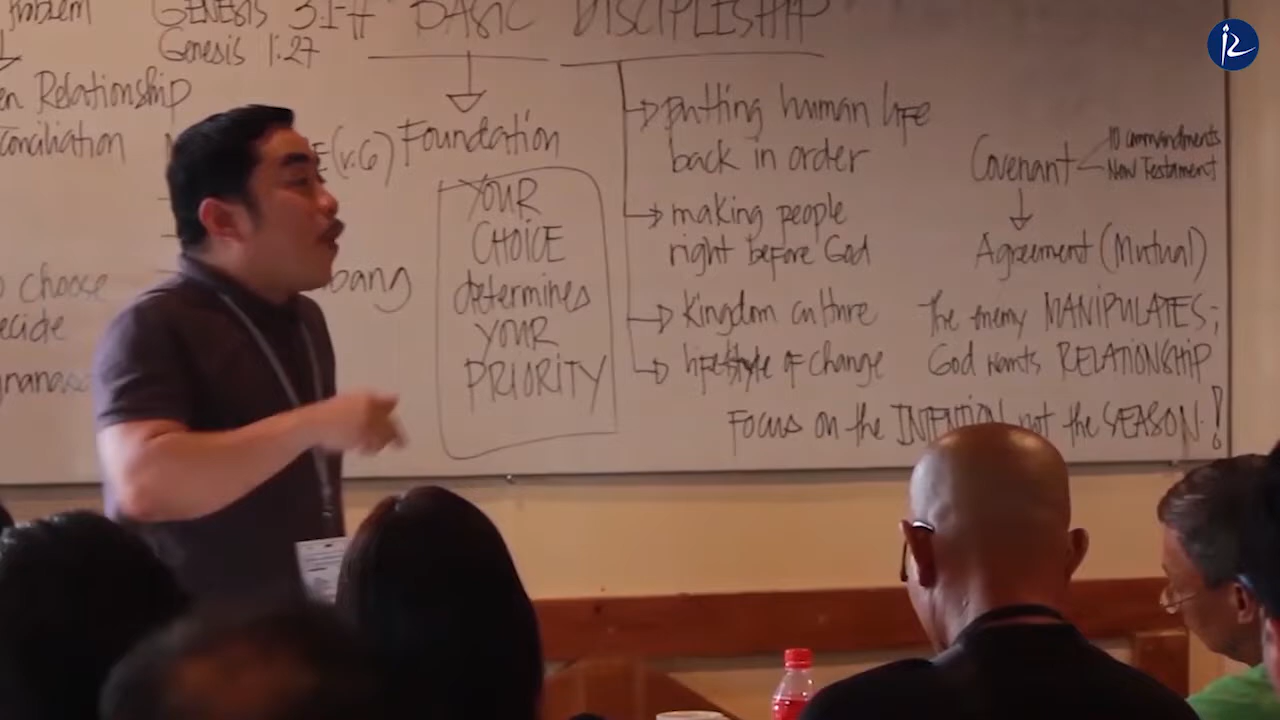 Problem
GENESIS 3:1-7
BASIC DISCIPLESHIP
Genesis 1:27
Relationship
(v.6)
Foundation
YOUR
CHOICE
determines
YOUR
PRIORITY
putting human life
back in order
making people
right before God
Kingdom culture
lifestyle of change
Covenant
10 commandments
New Testament
Agreement (Mutual)
The enemy MANIPULATES;
God wants RELATIONSHIP
FOCUS on the INTENTION not the SEASON!
choose